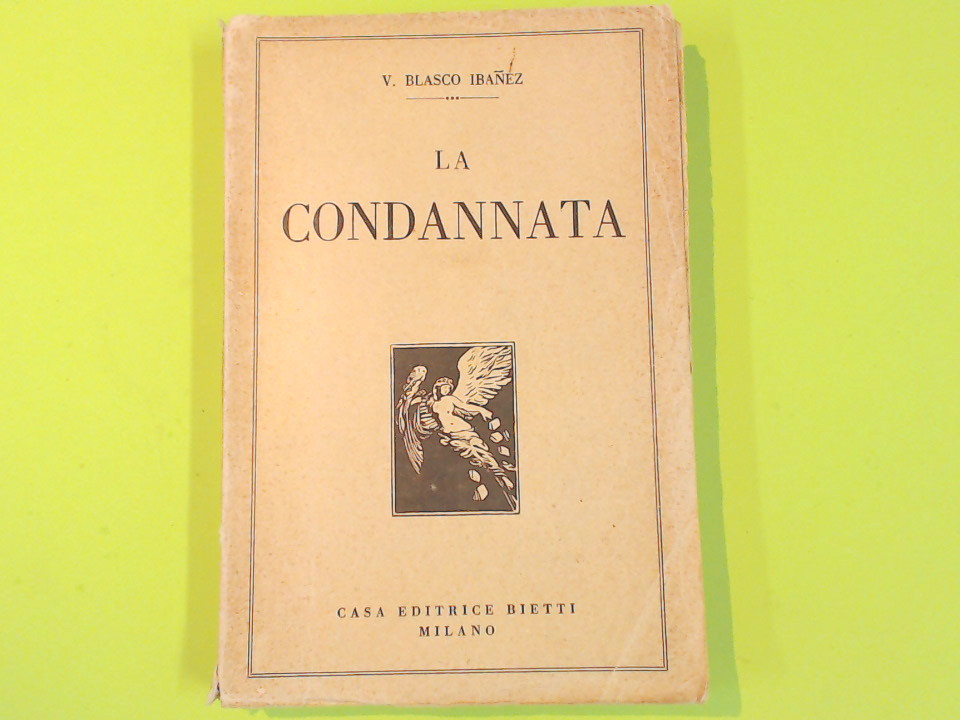 V. BLASCO IBAÑEZ
LA
CONDANNATA
CASA EDITRICE BIETTI
MILANO